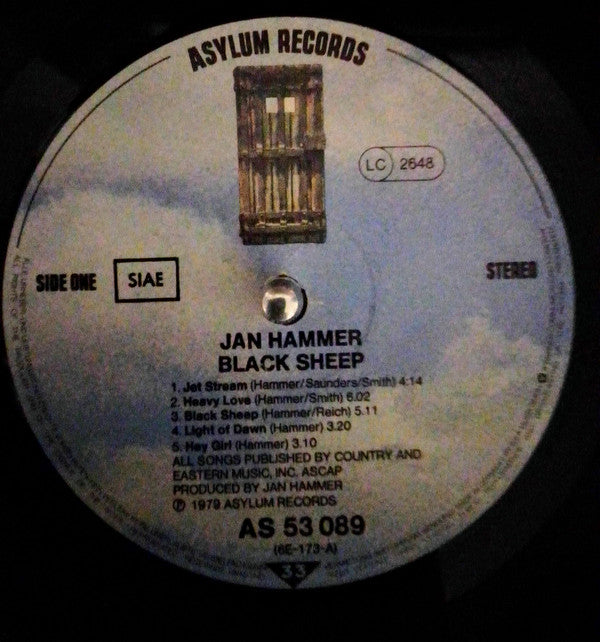 ASYLUM RECORDS
LC 2648
SIDE ONE
SIAE
STEREO
JAN HAMMER
BLACK SHEEP
1. Jet Stream (Hammer/Saunders/Smith) 4:14
2. Heavy Love (Hammer/Smith) 6.02
3. Black Sheep (Hammer/Reich) 5.11
4. Light of Dawn (Hammer) 3.20
5. Hey Girl (Hammer) 3.10
ALL SONGS PUBLISHED BY COUNTRY AND
EASTERN MUSIC, INC. ASCAP
PRODUCED BY JAN HAMMER
Ⓟ 1979 ASYLUM RECORDS
AS 53 089
(6E-173-A)
33